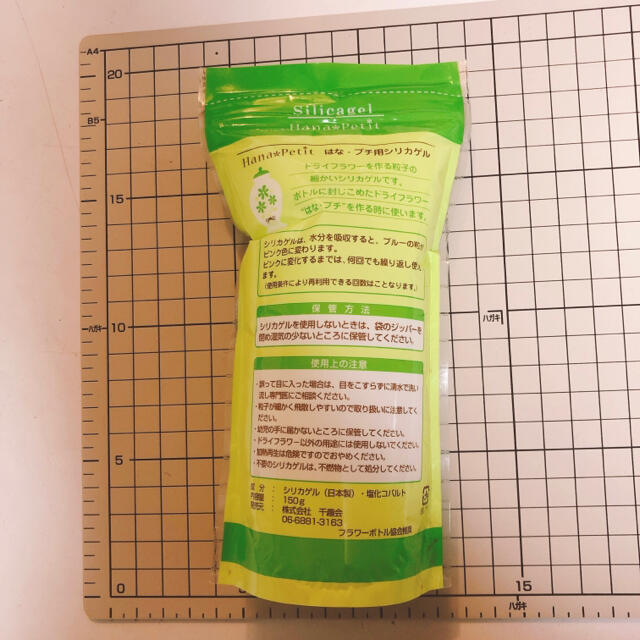 A4
20
B5
15
ハガキ
10
5
0
Silicagel
Hana*Petit
Hana*Petit はな・プチ用シリカゲル
ドライフラワーを作る粒子の
細かいシリカゲルです。
ボトルに封じこめたドライフラワー
"はな・プチ"を作る時に使います。
シリカゲルは、水分を吸収すると、ブルーの粒が
ピンク色に変わります。
ピンクに変化するまでは、何回でも繰り返し使え
ます。
(使用条件により再利用できる回数はことなります。)
保管方法
シリカゲルを使用しないときは、袋のジッパーを
閉め湿気の少ないところに保管してください。
使用上の注意
・誤って目に入った場合は、目をこすらずに清水で洗い
流し専門医にご相談ください。
・粒子が細かく飛散しやすいので取り扱いに注意してく
ださい。
・幼児の手に届かないところに保管してください。
・ドライフラワー以外の用途には使用しないでください。
・加熱再生は危険ですのでおやめください。
・不要のシリカゲルは、不燃物として処分してください。
成分:シリカゲル(日本製)・塩化コバルト
内容量:150g
発売元:株式会社 千趣会
06-6881-3163
フラワーボトル協会推奨
ハガキ
15
ハガキ